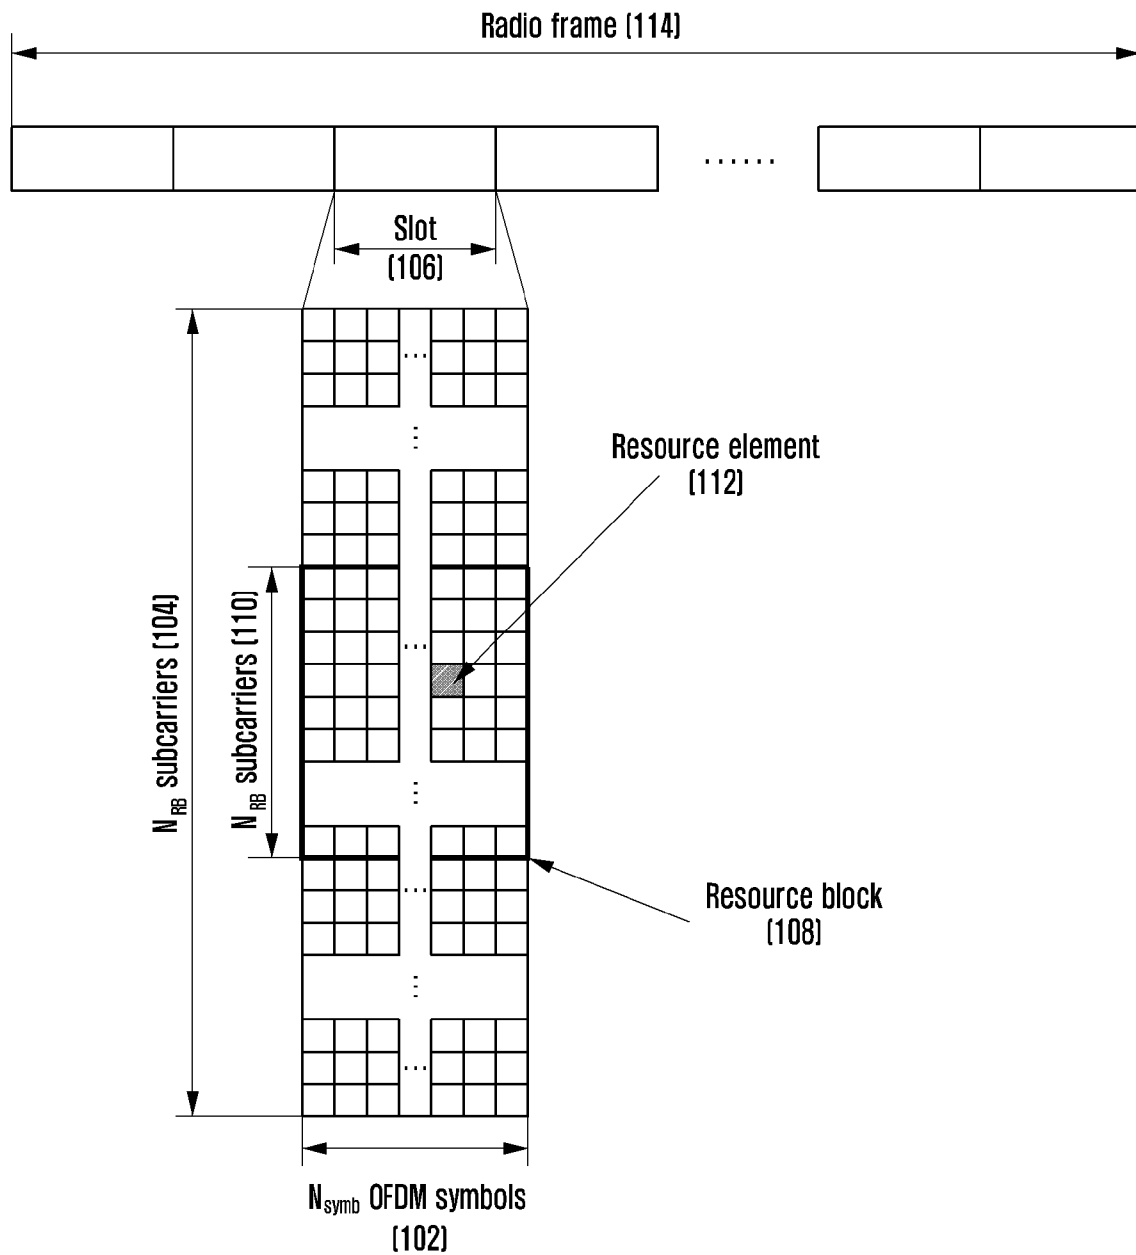 Radio frame (114)
......
Slot
(106)
...
...
Resource element
(112)
N_RB subcarriers (104)
N_RB subcarriers (110)
...
...
Resource block
(108)
...
...
...
N_symb OFDM symbols
(102)